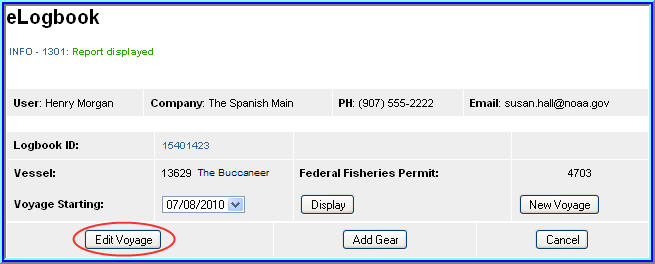 eLogbook
INFO - 1301: Report displayed
User: Henry Morgan Company: The Spanish Main PH: (907) 555-2222 Email: susan.hall@noaa.gov
Logbook ID: 15401423
Vessel: 13629 The Buccaneer Federal Fisheries Permit: 4703
Voyage Starting: 07/08/2010 Display New Voyage
Edit Voyage Add Gear Cancel